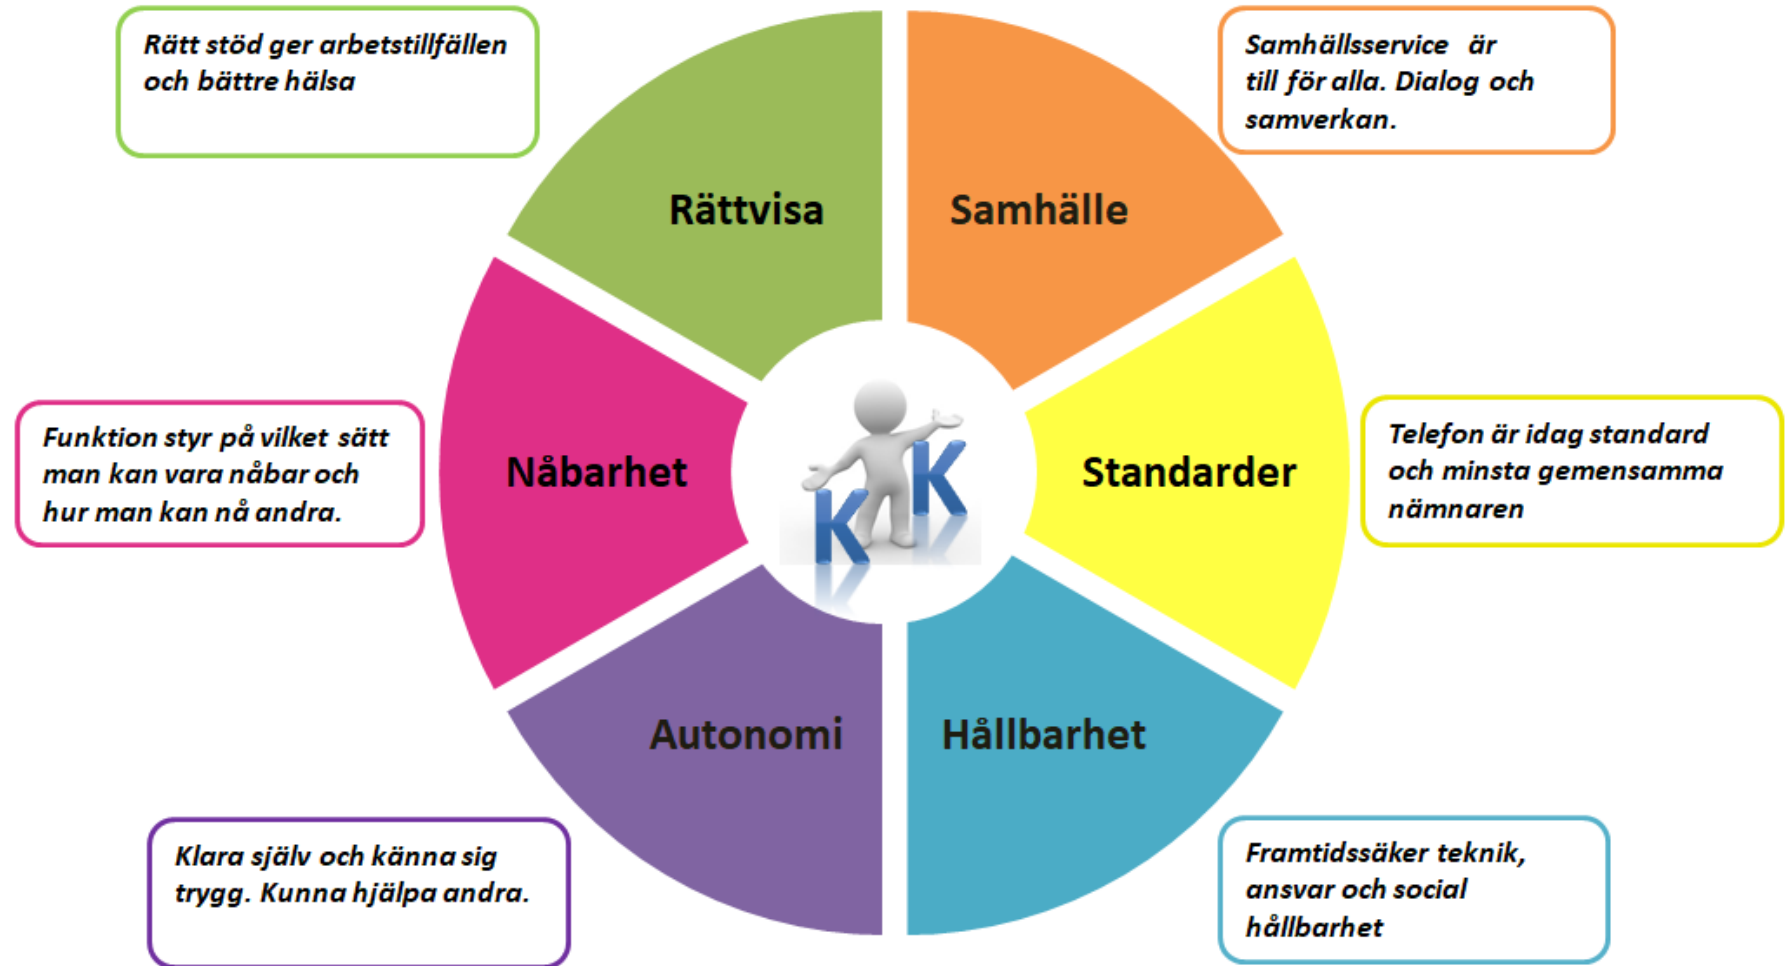 Rätt stöd ger arbetstillfällen
och bättre hälsa
Samhällsservice är
till för alla. Dialog och
samverkan.
Rättvisa
Samhälle
Funktion styr på vilket sätt
man kan vara nåbar och
hur man kan nå andra.
Nåbarhet
K
K
Standarder
Telefon är idag standard
och minsta gemensamma
nämnaren
Autonomi
Hållbarhet
Klara själv och känna sig
trygg. Kunna hjälpa andra.
Framtidssäker teknik,
ansvar och social
hållbarhet